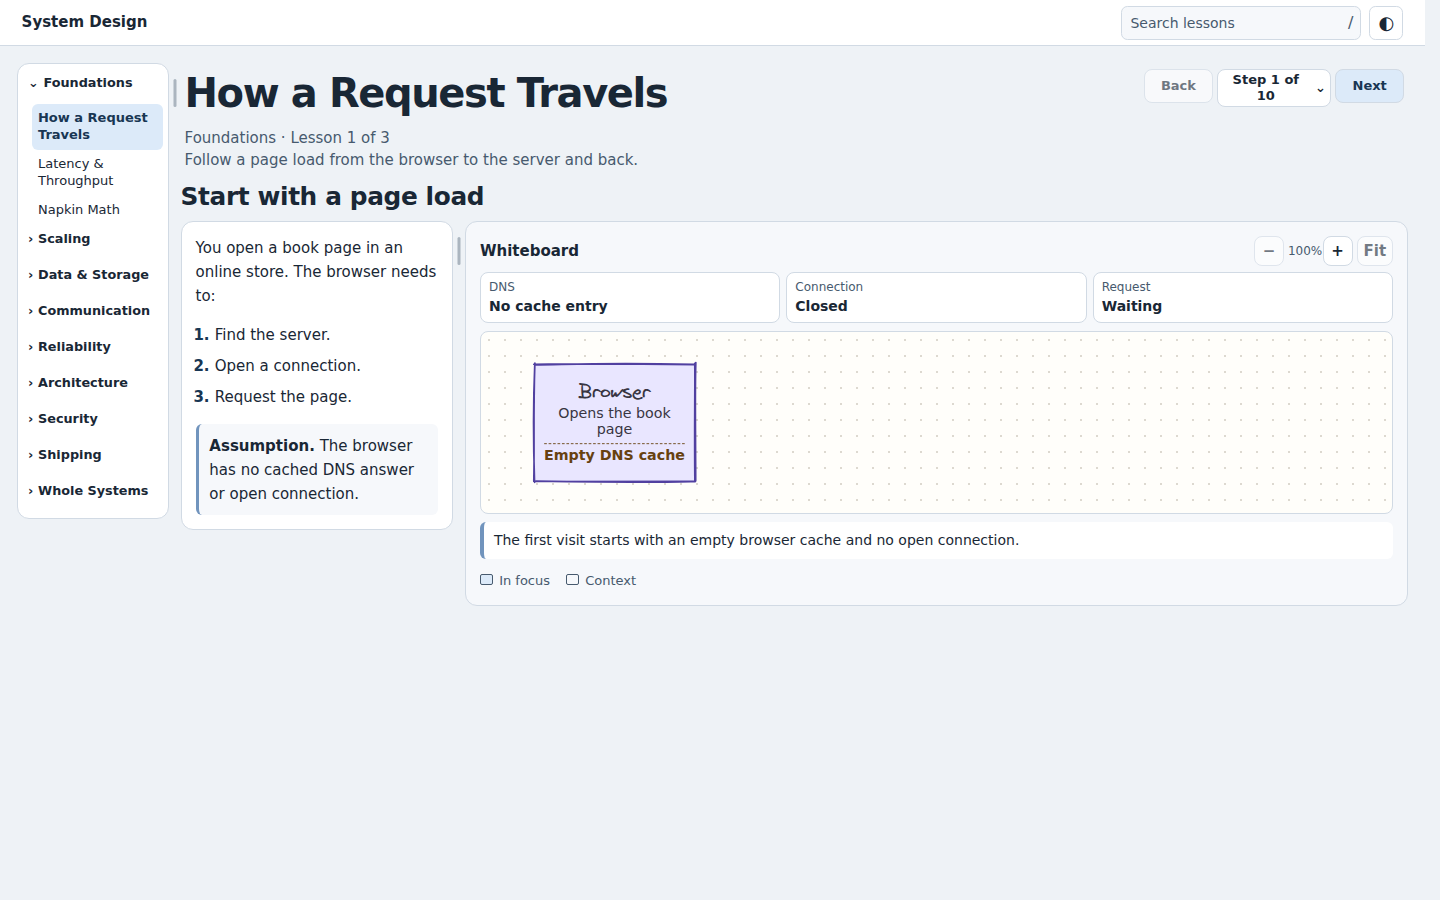 System Design
Search lessons /
⌄ Foundations
How a Request
Travels
Latency &
Throughput
Napkin Math
› Scaling
› Data & Storage
› Communication
› Reliability
› Architecture
› Security
› Shipping
› Whole Systems
How a Request Travels
Foundations · Lesson 1 of 3
Follow a page load from the browser to the server and back.
Back
Step 1 of
10
Next
Start with a page load
You open a book page in an
online store. The browser needs
to:
1. Find the server.
2. Open a connection.
3. Request the page.
Assumption. The browser
has no cached DNS answer
or open connection.
Whiteboard
− 100% + Fit
DNS
No cache entry
Connection
Closed
Request
Waiting
Browser
Opens the book
page
Empty DNS cache
The first visit starts with an empty browser cache and no open connection.
In focus Context